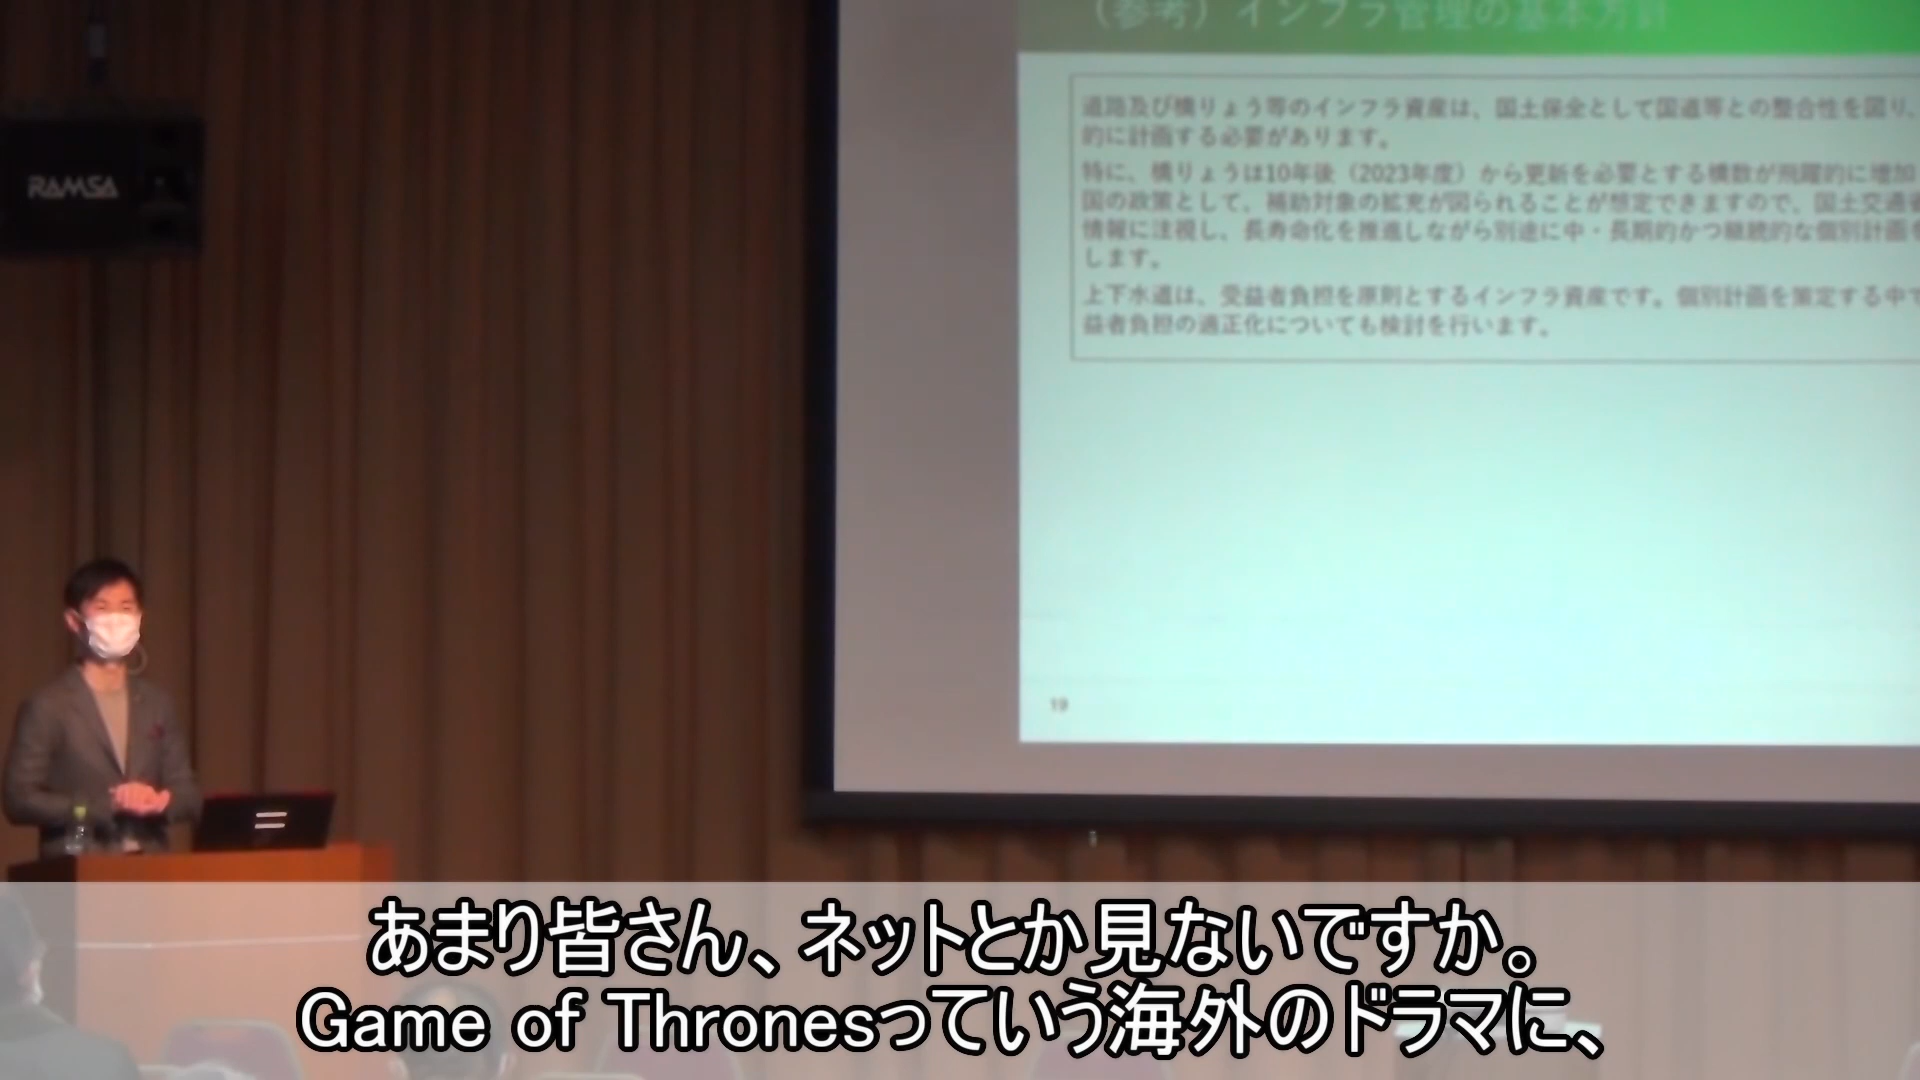 (参考)インフラ管理の基本方針
道路及び橋りょう等のインフラ資産は、国土保全として国道等との整合性を図り、
的に計画する必要があります。
特に、橋りょうは10年後(2023年度)から更新を必要とする橋数が飛躍的に増加
国の政策として、補助対象の拡充が図られることが想定できますので、国土交通省
情報に注視し、長寿命化を推進しながら別途に中・長期的かつ継続的な個別計画を
します。
上下水道は、受益者負担を原則とするインフラ資産です。個別計画を策定する中で
益者負担の適正化についても検討を行います。
19
RAMSA
あまり皆さん、ネットとか見ないですか。
Game of Thronesっていう海外のドラマに、